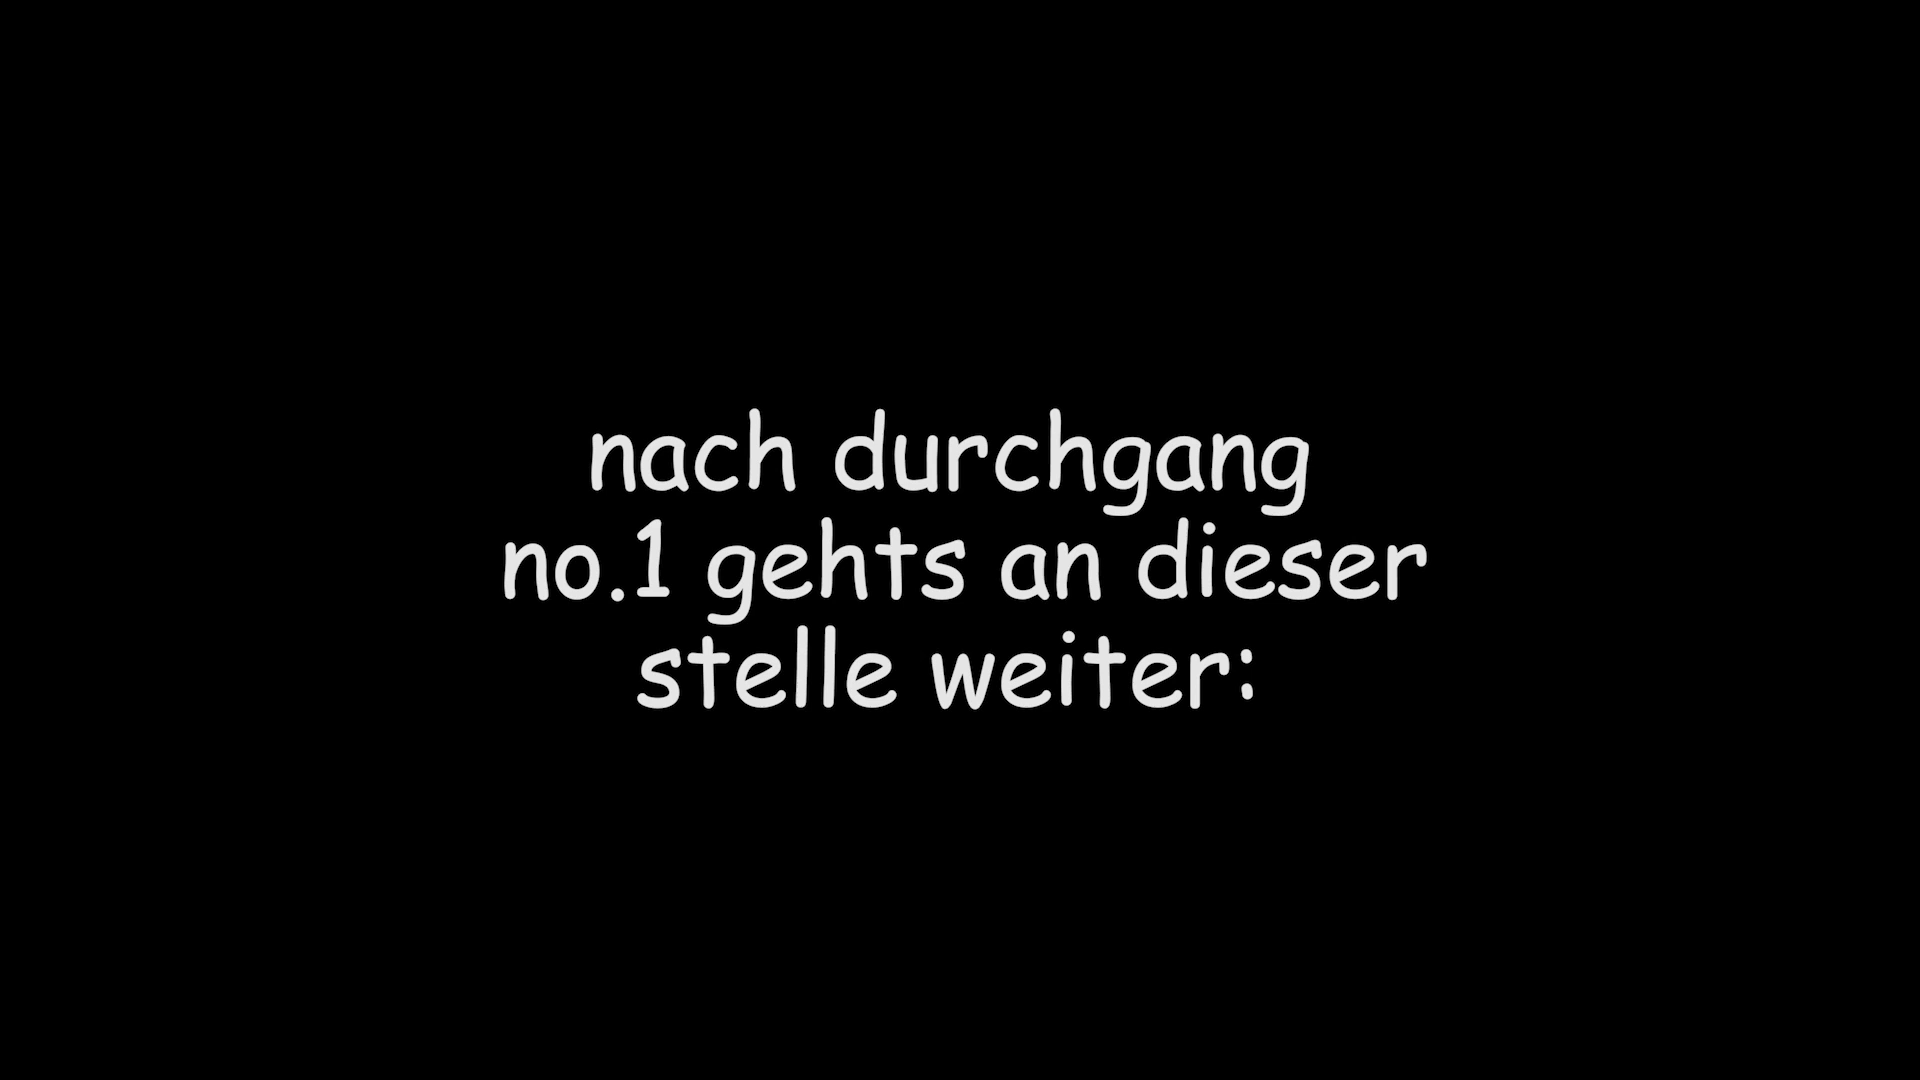 nach durchgang
no.1 gehts an dieser
stelle weiter: